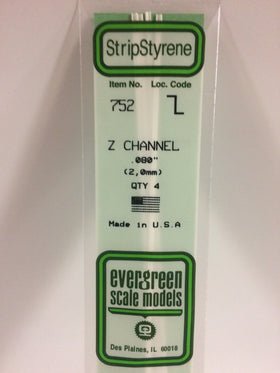 StripStyrene
Item No. Loc. Code
752
Z CHANNEL
.080"
(2,0mm)
QTY 4
Made in U.S.A
evergreen
scale models
Des Plaines, IL 60018